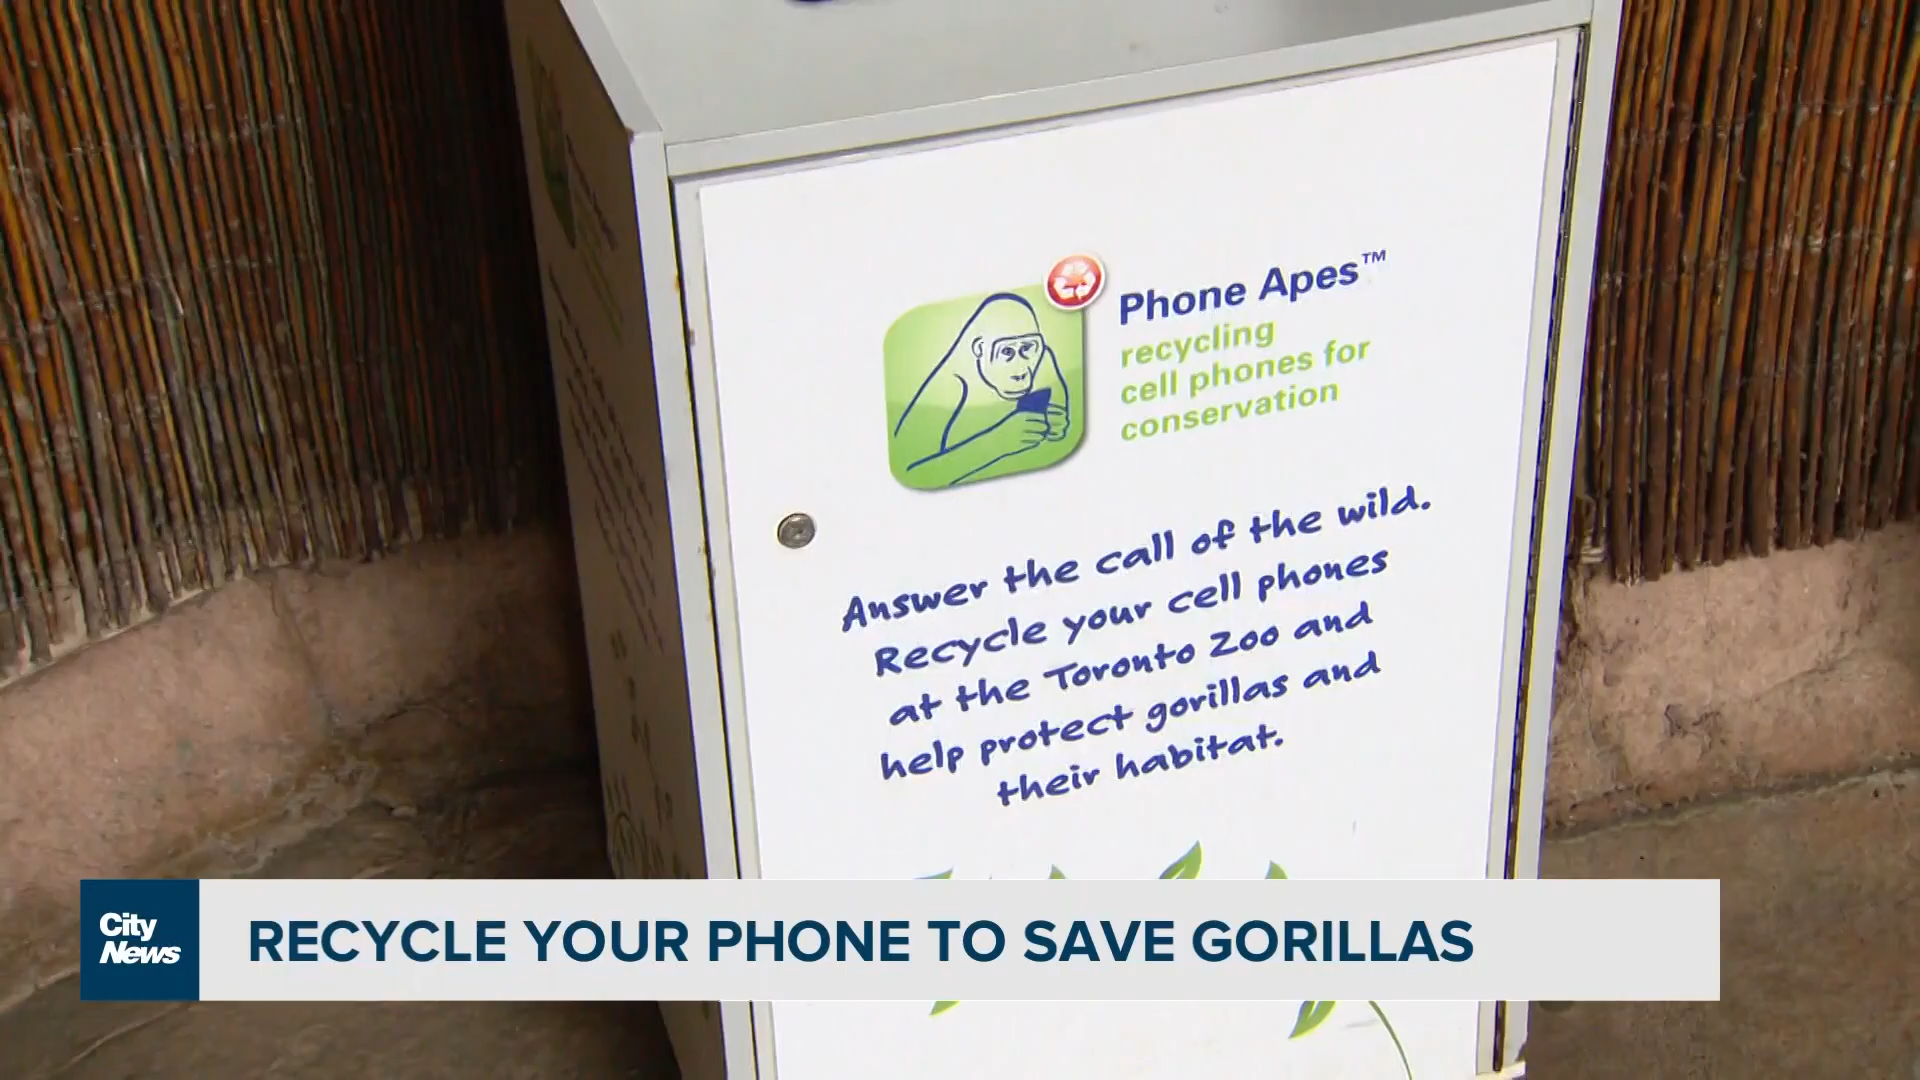 Phone Apes™
recycling
cell phones for
conservation
Answer the call of the wild.
Recycle your cell phones
at the Toronto Zoo and
help protect gorillas and
their habitat.
City
News
RECYCLE YOUR PHONE TO SAVE GORILLAS